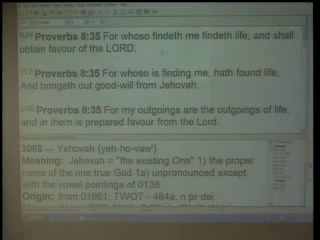 KJV Proverbs 8:35 For whoso findeth me findeth life, and shall
obtain favour of the LORD.
YLT Proverbs 8:35 For whoso is finding me, hath found life,
And bringeth out good-will from Jehovah.
LXE Proverbs 8:35 For my outgoings are the outgoings of life,
and in them is prepared favour from the Lord.
3068 — Yahovah {yeh-ho-vaw'}
Meaning: Jehovah = "the existing One" 1) the proper
name of the one true God 1a) unpronounced except
with the vowel pointings of 0136
Origin: from 01961; TWOT - 484a; n pr dei